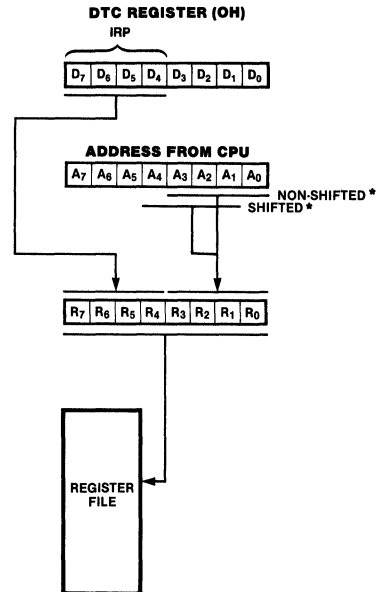 DTC REGISTER (OH)
IRP
D7 D6 D5 D4 D3 D2 D1 D0
ADDRESS FROM CPU
A7 A6 A5 A4 A3 A2 A1 A0
NON-SHIFTED*
SHIFTED*
R7 R6 R5 R4 R3 R2 R1 R0
REGISTER
FILE